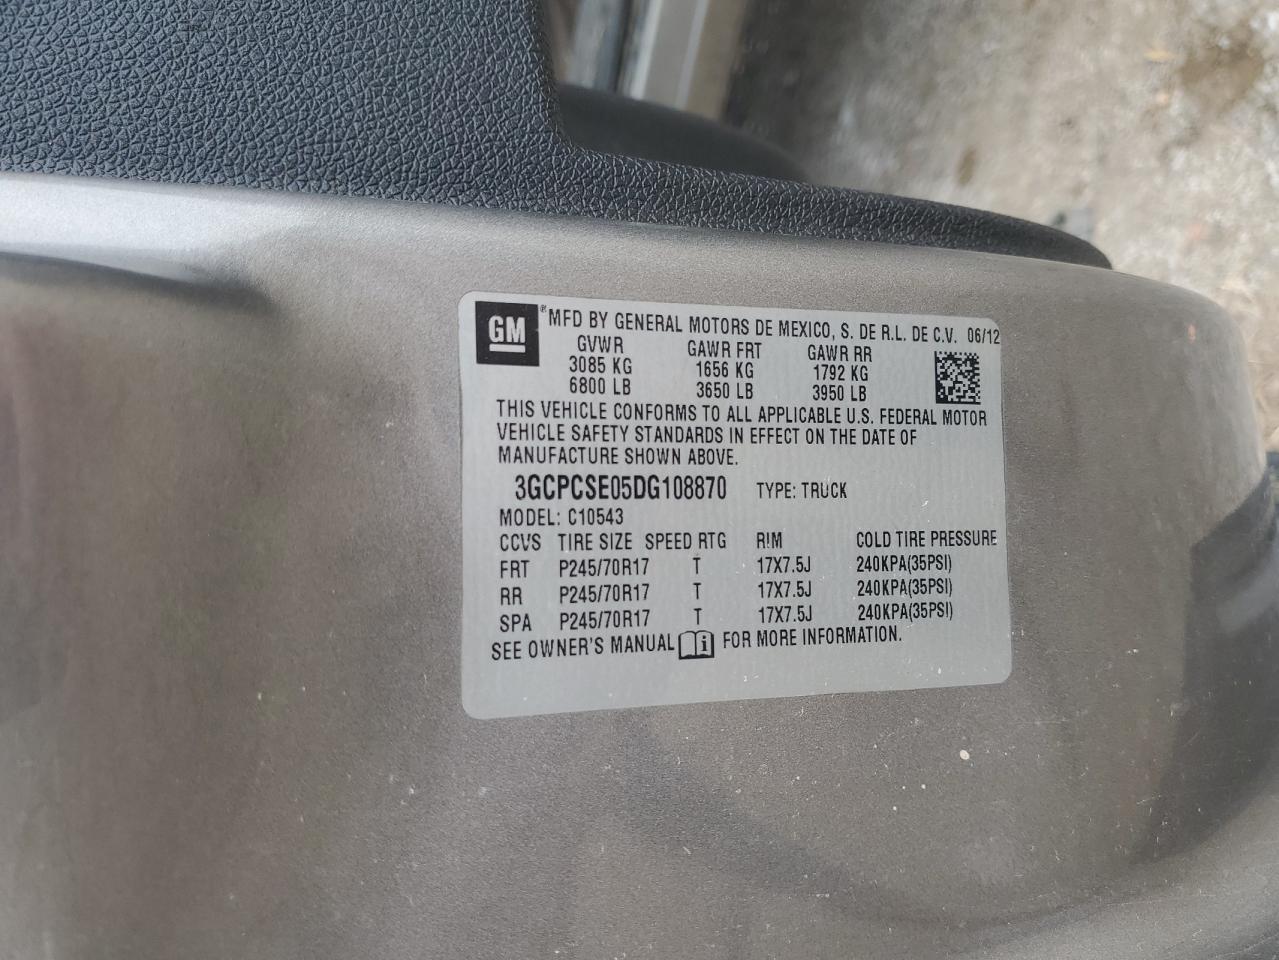 GM ® MFD BY GENERAL MOTORS DE MEXICO, S. DE R.L. DE C.V. 06/12
GVWR GAWR FRT GAWR RR
3085 KG 1656 KG 1792 KG
6800 LB 3650 LB 3950 LB
THIS VEHICLE CONFORMS TO ALL APPLICABLE U.S. FEDERAL MOTOR
VEHICLE SAFETY STANDARDS IN EFFECT ON THE DATE OF
MANUFACTURE SHOWN ABOVE.
3GCPCSE05DG108870 TYPE: TRUCK
MODEL: C10543
CCVS TIRE SIZE SPEED RTG RIM COLD TIRE PRESSURE
FRT P245/70R17 T 17X7.5J 240KPA(35PSI)
RR P245/70R17 T 17X7.5J 240KPA(35PSI)
SPA P245/70R17 T 17X7.5J 240KPA(35PSI)
SEE OWNER'S MANUAL i FOR MORE INFORMATION.